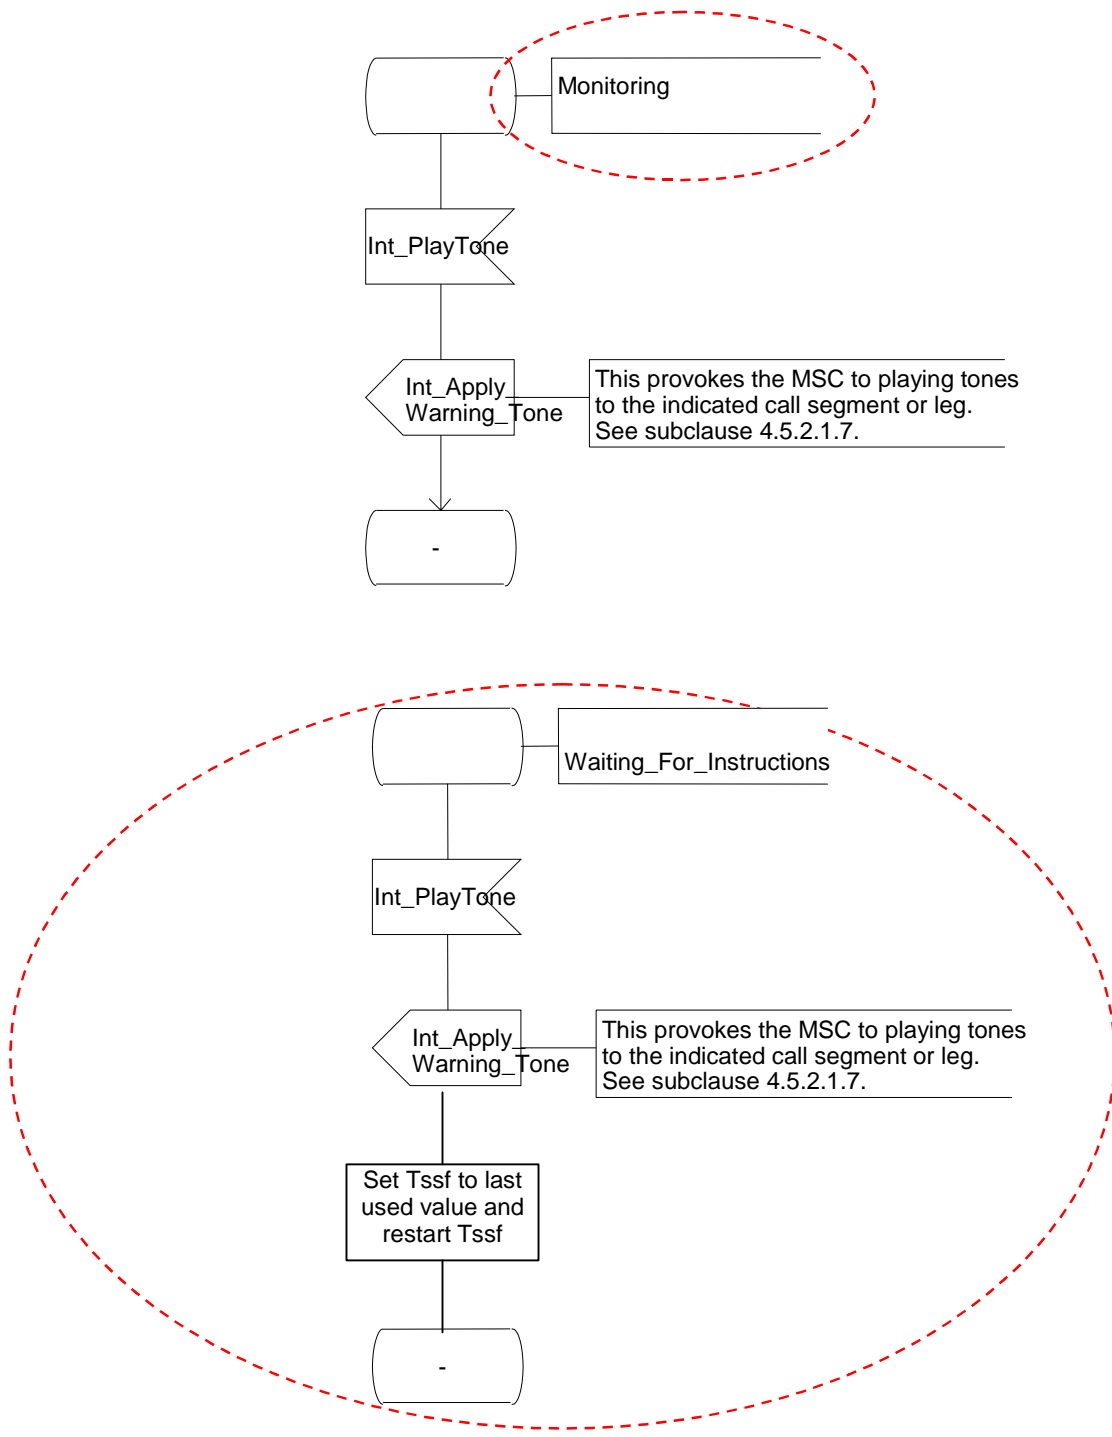 Monitoring
Int_PlayTone
Int_Apply_
Warning_Tone
This provokes the MSC to playing tones
to the indicated call segment or leg.
See subclause 4.5.2.1.7.
-
Waiting_For_Instructions
Int_PlayTone
Int_Apply_
Warning_Tone
This provokes the MSC to playing tones
to the indicated call segment or leg.
See subclause 4.5.2.1.7.
Set Tssf to last
used value and
restart Tssf
-